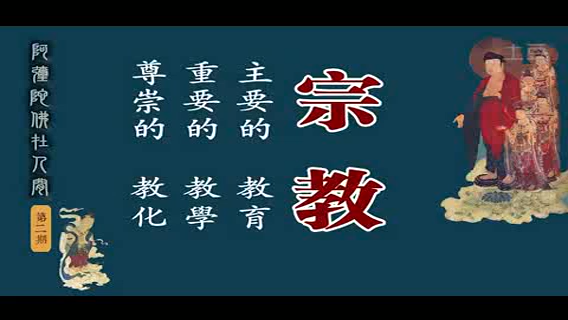 宗教
主要的 教育
重要的 教學
尊崇的 教化
阿彌陀佛在人間
第二期